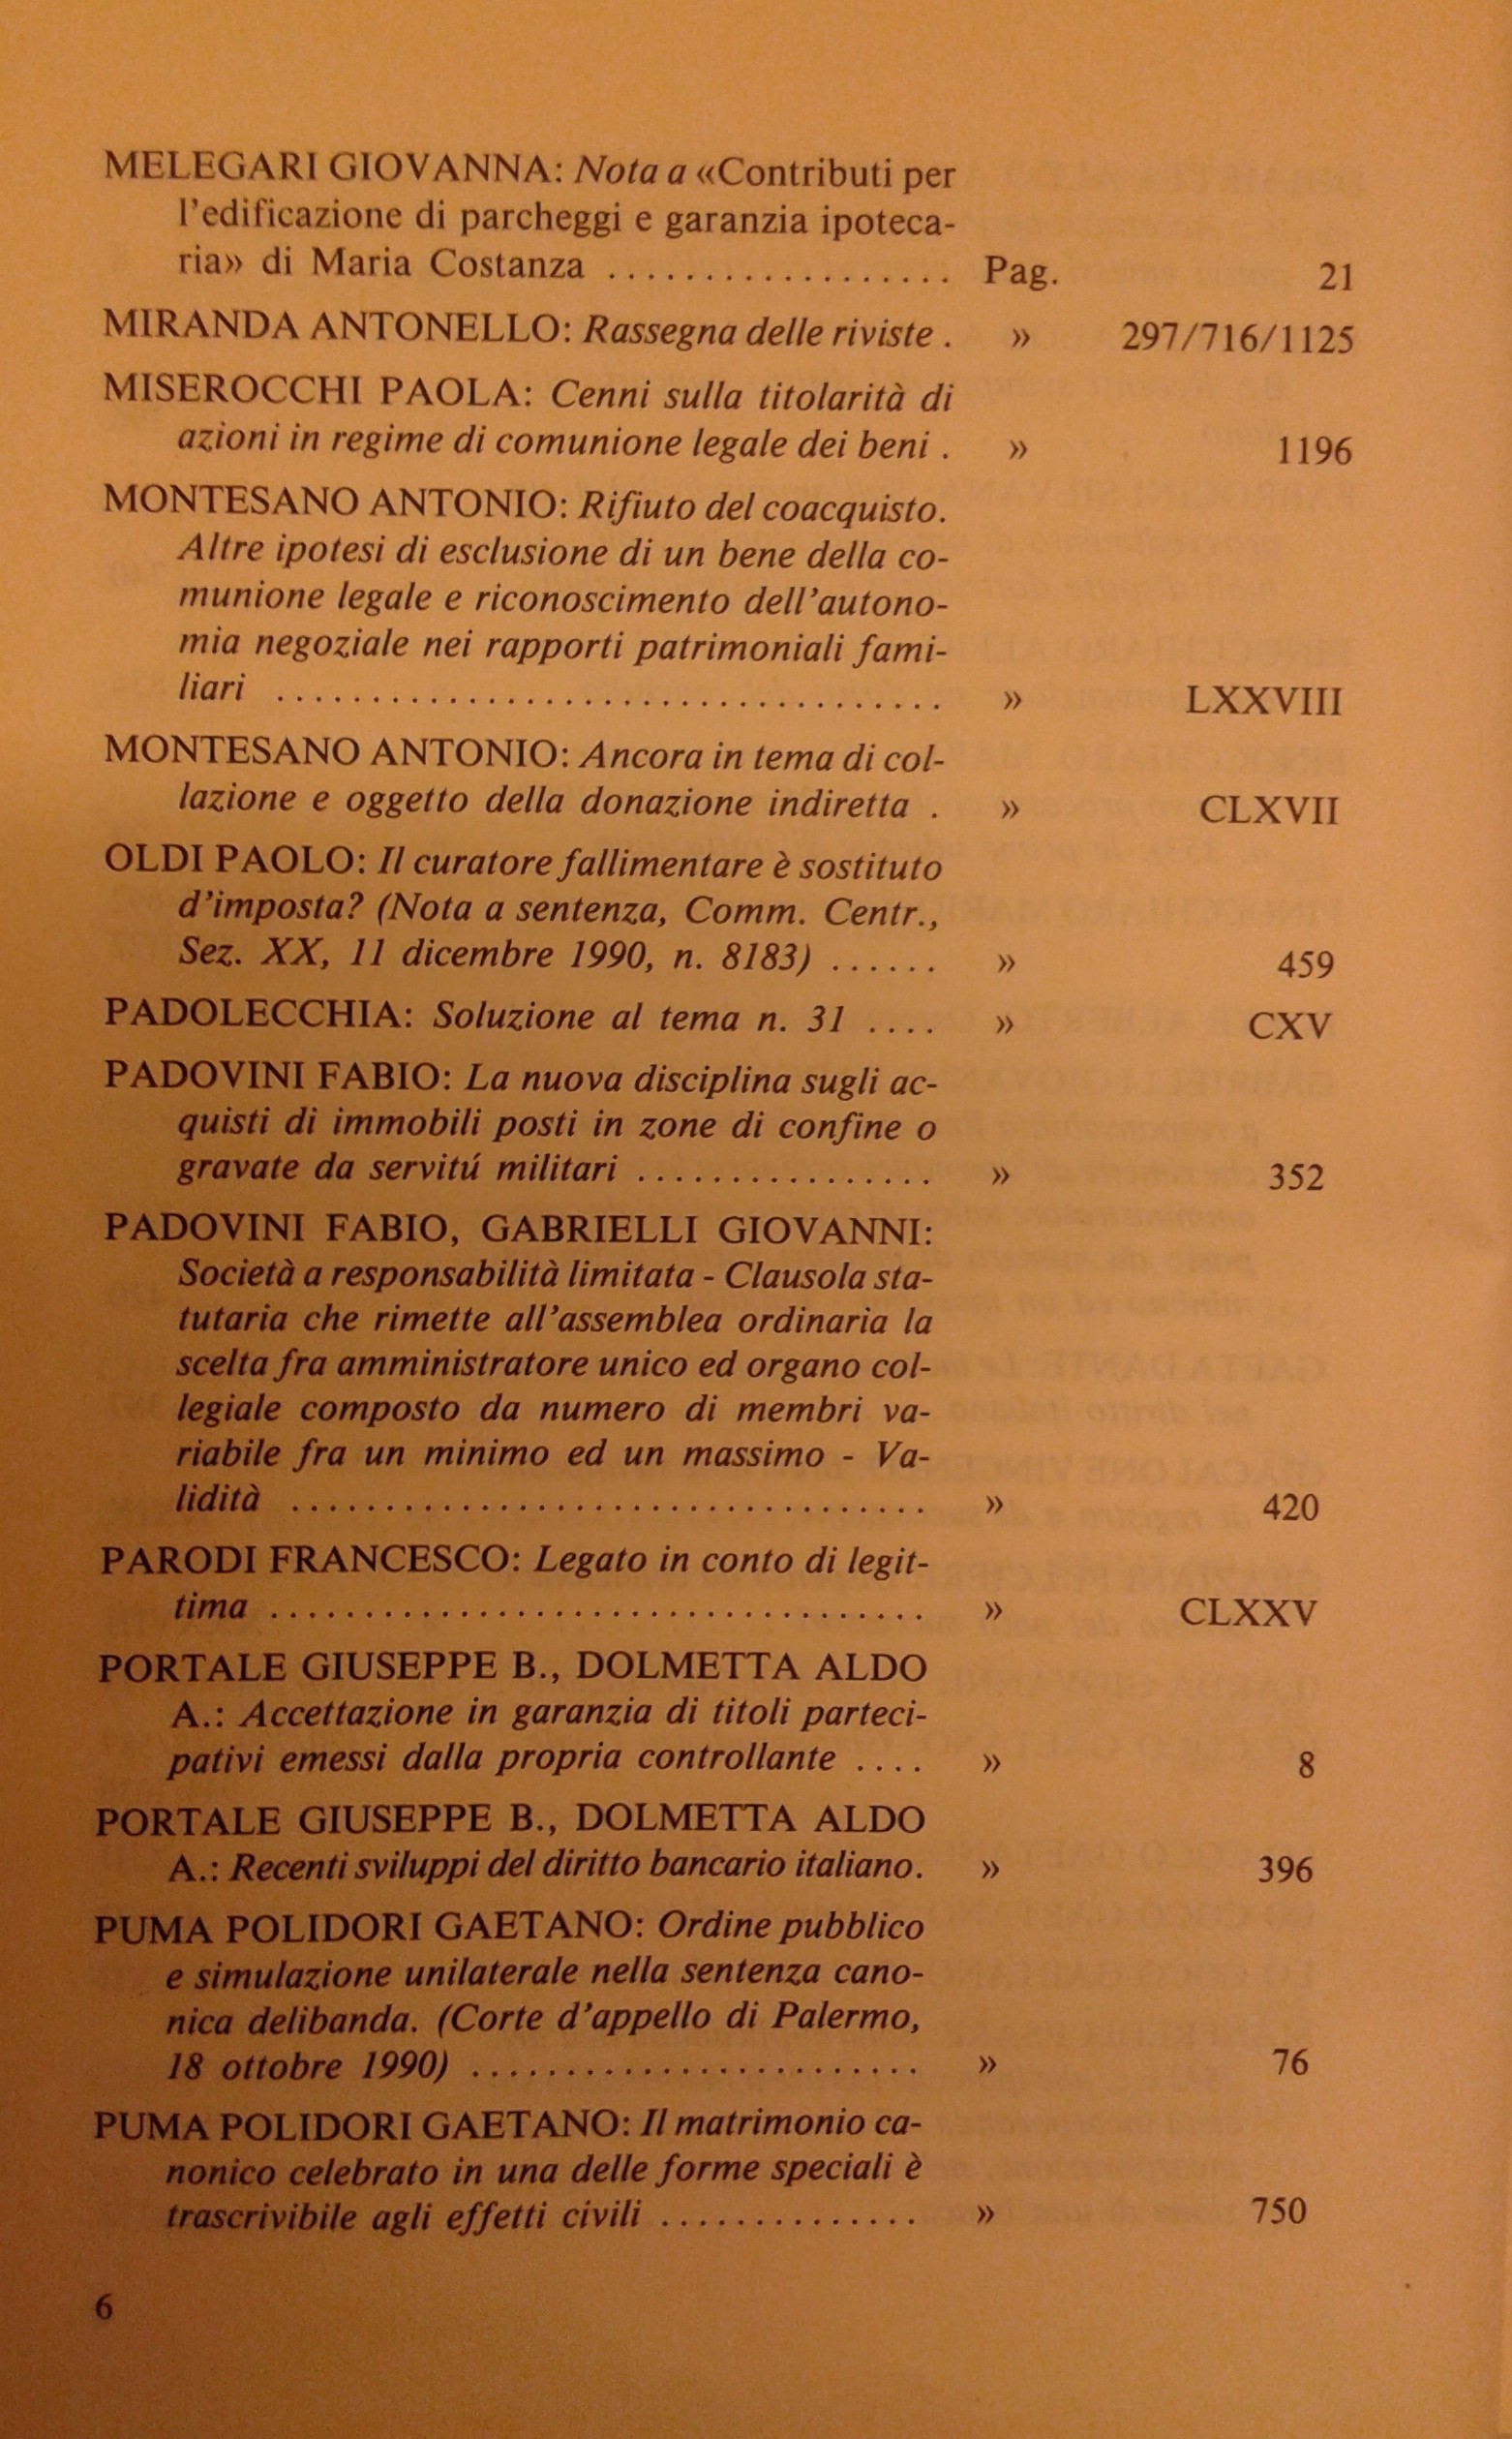 MELEGARI GIOVANNA: Nota a «Contributi per
l'edificazione di parcheggi e garanzia ipoteca-
ria» di Maria Costanza .................. Pag. 21
MIRANDA ANTONELLO: Rassegna delle riviste . » 297/716/1125
MISEROCCHI PAOLA: Cenni sulla titolarità di
azioni in regime di comunione legale dei beni . » 1196
MONTESANO ANTONIO: Rifiuto del coacquisto.
Altre ipotesi di esclusione di un bene della co-
munione legale e riconoscimento dell'autono-
mia negoziale nei rapporti patrimoniali fami-
liari ................................... » LXXVIII
MONTESANO ANTONIO: Ancora in tema di col-
lazione e oggetto della donazione indiretta . » CLXVII
OLDI PAOLO: Il curatore fallimentare è sostituto
d'imposta? (Nota a sentenza, Comm. Centr.,
Sez. XX, 11 dicembre 1990, n. 8183) ...... » 459
PADOLECCHIA: Soluzione al tema n. 31 .... » CXV
PADOVINI FABIO: La nuova disciplina sugli ac-
quisti di immobili posti in zone di confine o
gravate da servitú militari ................ » 352
PADOVINI FABIO, GABRIELLI GIOVANNI:
Società a responsabilità limitata - Clausola sta-
tutaria che rimette all'assemblea ordinaria la
scelta fra amministratore unico ed organo col-
legiale composto da numero di membri va-
riabile fra un minimo ed un massimo - Va-
lidità .................................. » 420
PARODI FRANCESCO: Legato in conto di legit-
tima ................................... » CLXXV
PORTALE GIUSEPPE B., DOLMETTA ALDO
A.: Accettazione in garanzia di titoli parteci-
pativi emessi dalla propria controllante .... » 8
PORTALE GIUSEPPE B., DOLMETTA ALDO
A.: Recenti sviluppi del diritto bancario italiano. » 396
PUMA POLIDORI GAETANO: Ordine pubblico
e simulazione unilaterale nella sentenza cano-
nica delibanda. (Corte d'appello di Palermo,
18 ottobre 1990) ........................ » 76
PUMA POLIDORI GAETANO: Il matrimonio ca-
nonico celebrato in una delle forme speciali è
trascrivibile agli effetti civili .............. » 750
6